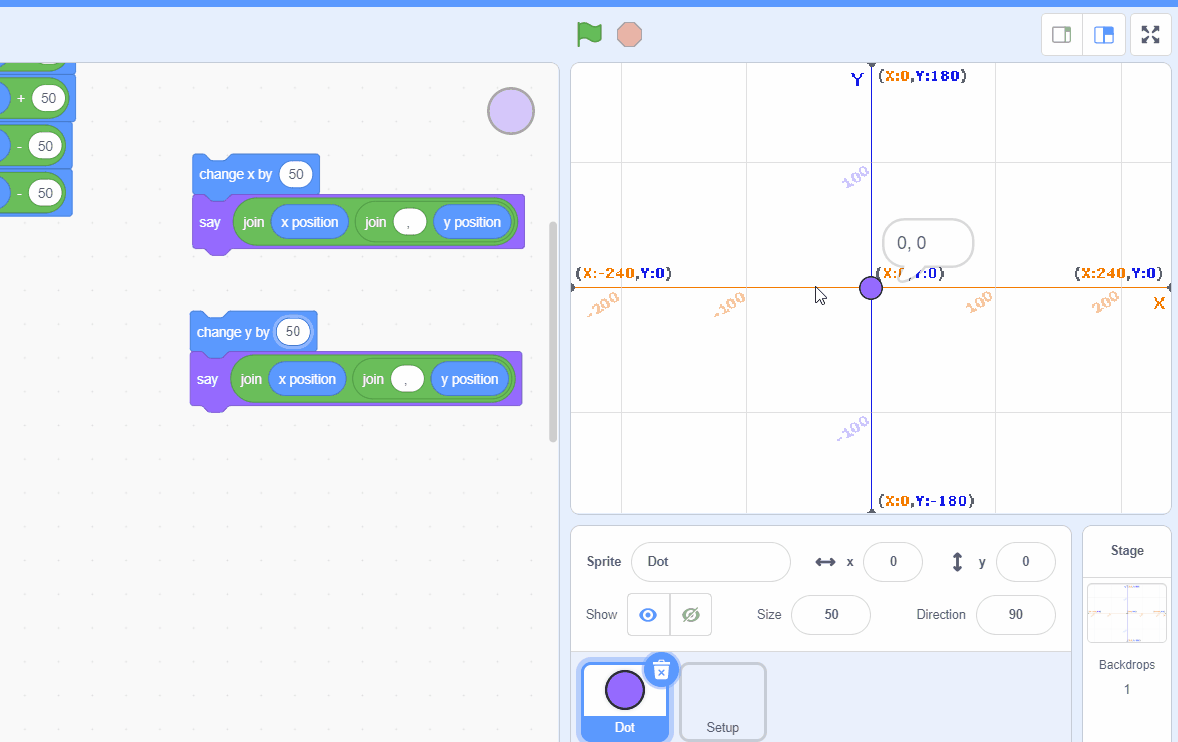 + 50
- 50
- 50
change x by 50
say join x position join , y position
change y by 50
say join x position join , y position
Y (X:0,Y:180)
100
0, 0
(X:-240,Y:0)
(X:0,Y:0)
(X:240,Y:0)
-200
-100
100
200
X
-100
(X:0,Y:-180)
Sprite Dot x 0 y 0
Show Size 50 Direction 90
Dot
Setup
Stage
Backdrops
1